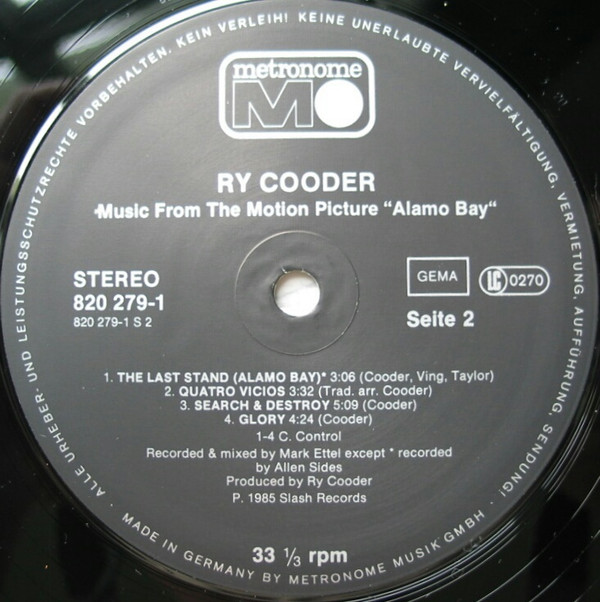 ALLE URHEBER UND LEISTUNGSSCHUTZRECHTE VORBEHALTEN. KEIN VERLEIH! KEINE UNERLAUBTE VERVIELFÄLTIGUNG, VERMIETUNG, AUFFÜHRUNG, SENDUNG!
metronome
M
RY COODER
Music From The Motion Picture “Alamo Bay“
STEREO
820 279-1
820 279-1 S 2
GEMA
LC 0270
Seite 2
1. THE LAST STAND (ALAMO BAY)* 3:06 (Cooder, Ving, Taylor)
2. QUATRO VICIOS 3:32 (Trad. arr. Cooder)
3. SEARCH & DESTROY 5:09 (Cooder)
4. GLORY 4:24 (Cooder)
1-4 C. Control
Recorded & mixed by Mark Ettel except * recorded
by Allen Sides
Produced by Ry Cooder
P. 1985 Slash Records
33 ⅓ rpm
· MADE IN GERMANY BY METRONOME MUSIK GMBH ·